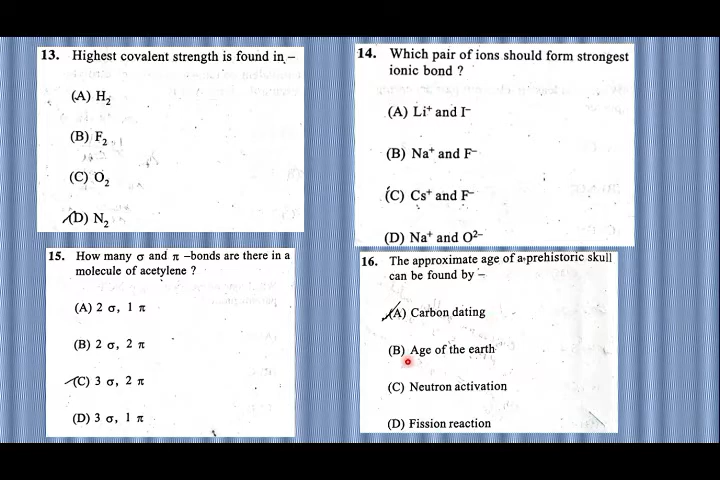 13. Highest covalent strength is found in –
(A) H₂
(B) F₂
(C) O₂
(D) N₂
14. Which pair of ions should form strongest
ionic bond ?
(A) Li⁺ and I⁻
(B) Na⁺ and F⁻
(C) Cs⁺ and F⁻
(D) Na⁺ and O²⁻
15. How many σ and π –bonds are there in a
molecule of acetylene ?
(A) 2 σ, 1 π
(B) 2 σ, 2 π
(C) 3 σ, 2 π
(D) 3 σ, 1 π
16. The approximate age of a prehistoric skull
can be found by –
(A) Carbon dating
(B) Age of the earth
(C) Neutron activation
(D) Fission reaction